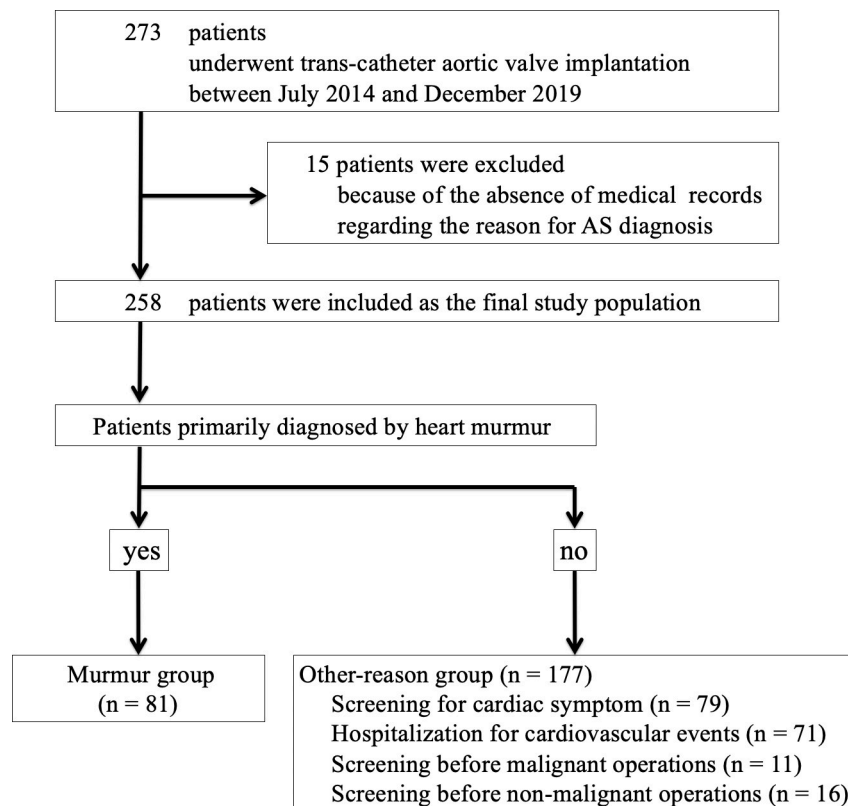 273 patients
underwent trans-catheter aortic valve implantation
between July 2014 and December 2019
15 patients were excluded
because of the absence of medical records
regarding the reason for AS diagnosis
258 patients were included as the final study population
Patients primarily diagnosed by heart murmur
yes
no
Murmur group
(n = 81)
Other-reason group (n = 177)
Screening for cardiac symptom (n = 79)
Hospitalization for cardiovascular events (n = 71)
Screening before malignant operations (n = 11)
Screening before non-malignant operations (n = 16)